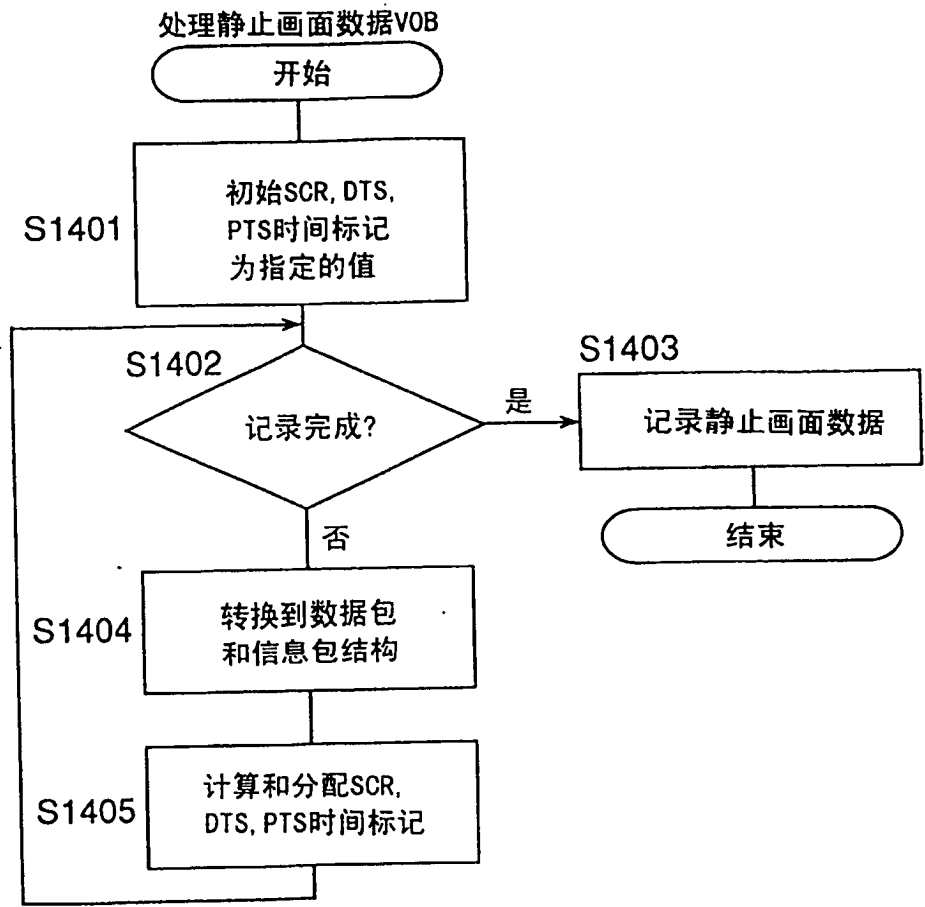 处理静止画面数据VOB
开始
S1401
初始SCR, DTS,
PTS时间标记
为指定的值
S1402
记录完成?
是
S1403
记录静止画面数据
结束
否
S1404
转换到数据包
和信息包结构
S1405
计算和分配SCR,
DTS, PTS时间标记